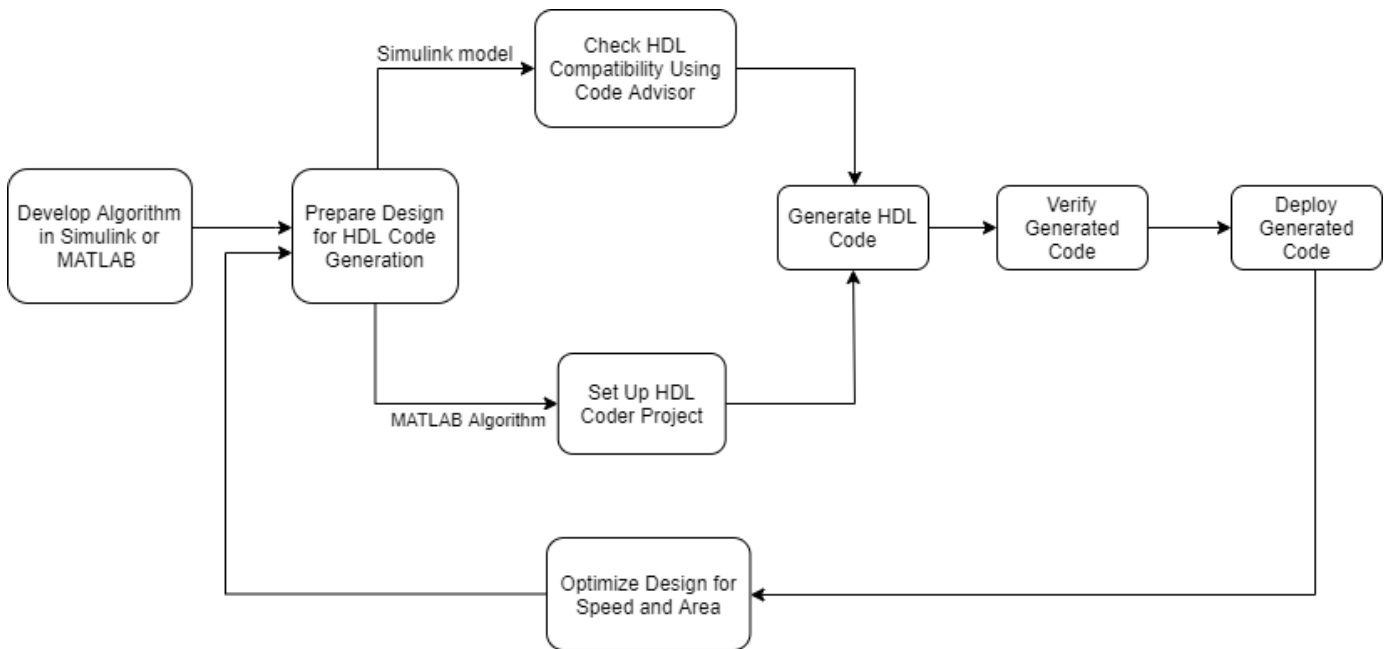 Simulink model
Check HDL
Compatibility Using
Code Advisor
Develop Algorithm
in Simulink or
MATLAB
Prepare Design
for HDL Code
Generation
Generate HDL
Code
Verify
Generated
Code
Deploy
Generated
Code
MATLAB Algorithm
Set Up HDL
Coder Project
Optimize Design for
Speed and Area